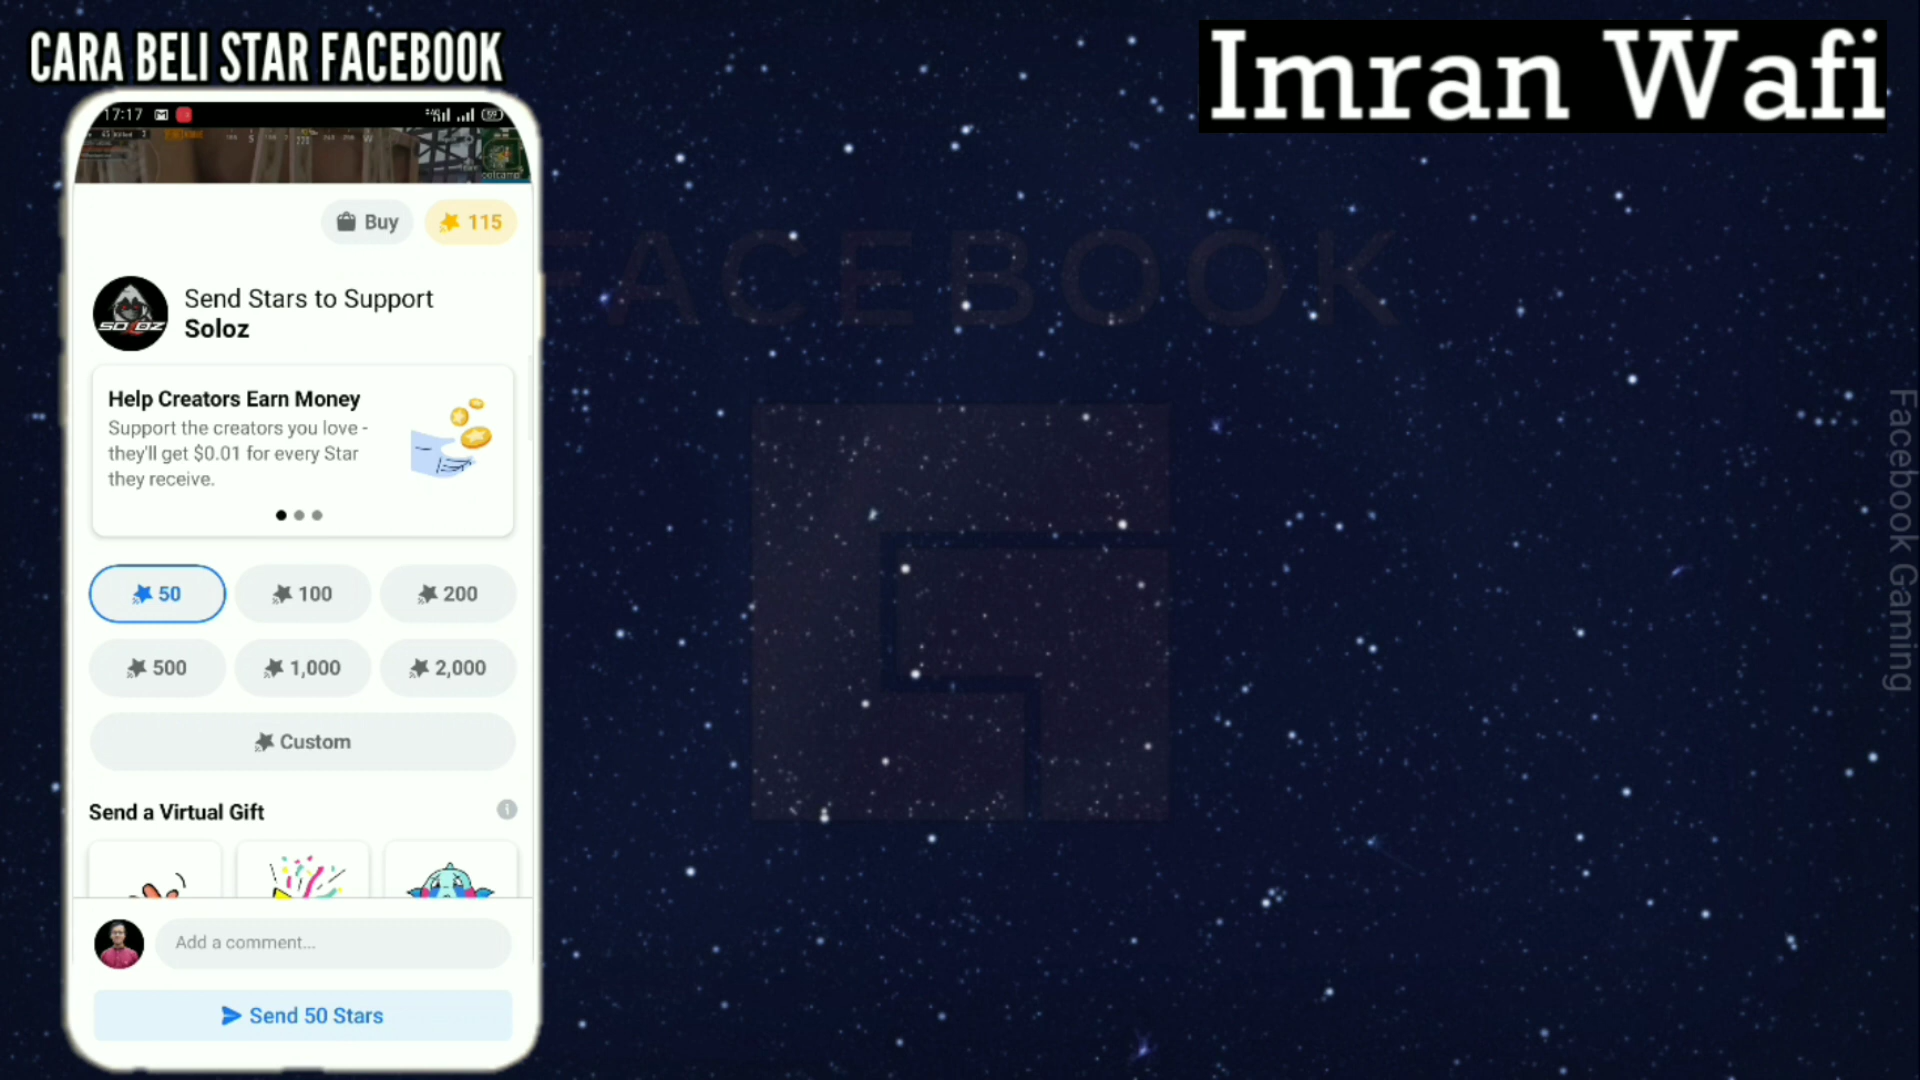 CARA BELI STAR FACEBOOK
Imran Wafi
17:17
Buy
115
Send Stars to Support
Soloz
SOLOZ
Help Creators Earn Money
Support the creators you love -
they'll get $0.01 for every Star
they receive.
50
100
200
500
1,000
2,000
Custom
Send a Virtual Gift
Add a comment...
Send 50 Stars
FACEBOOK
Facebook Gaming